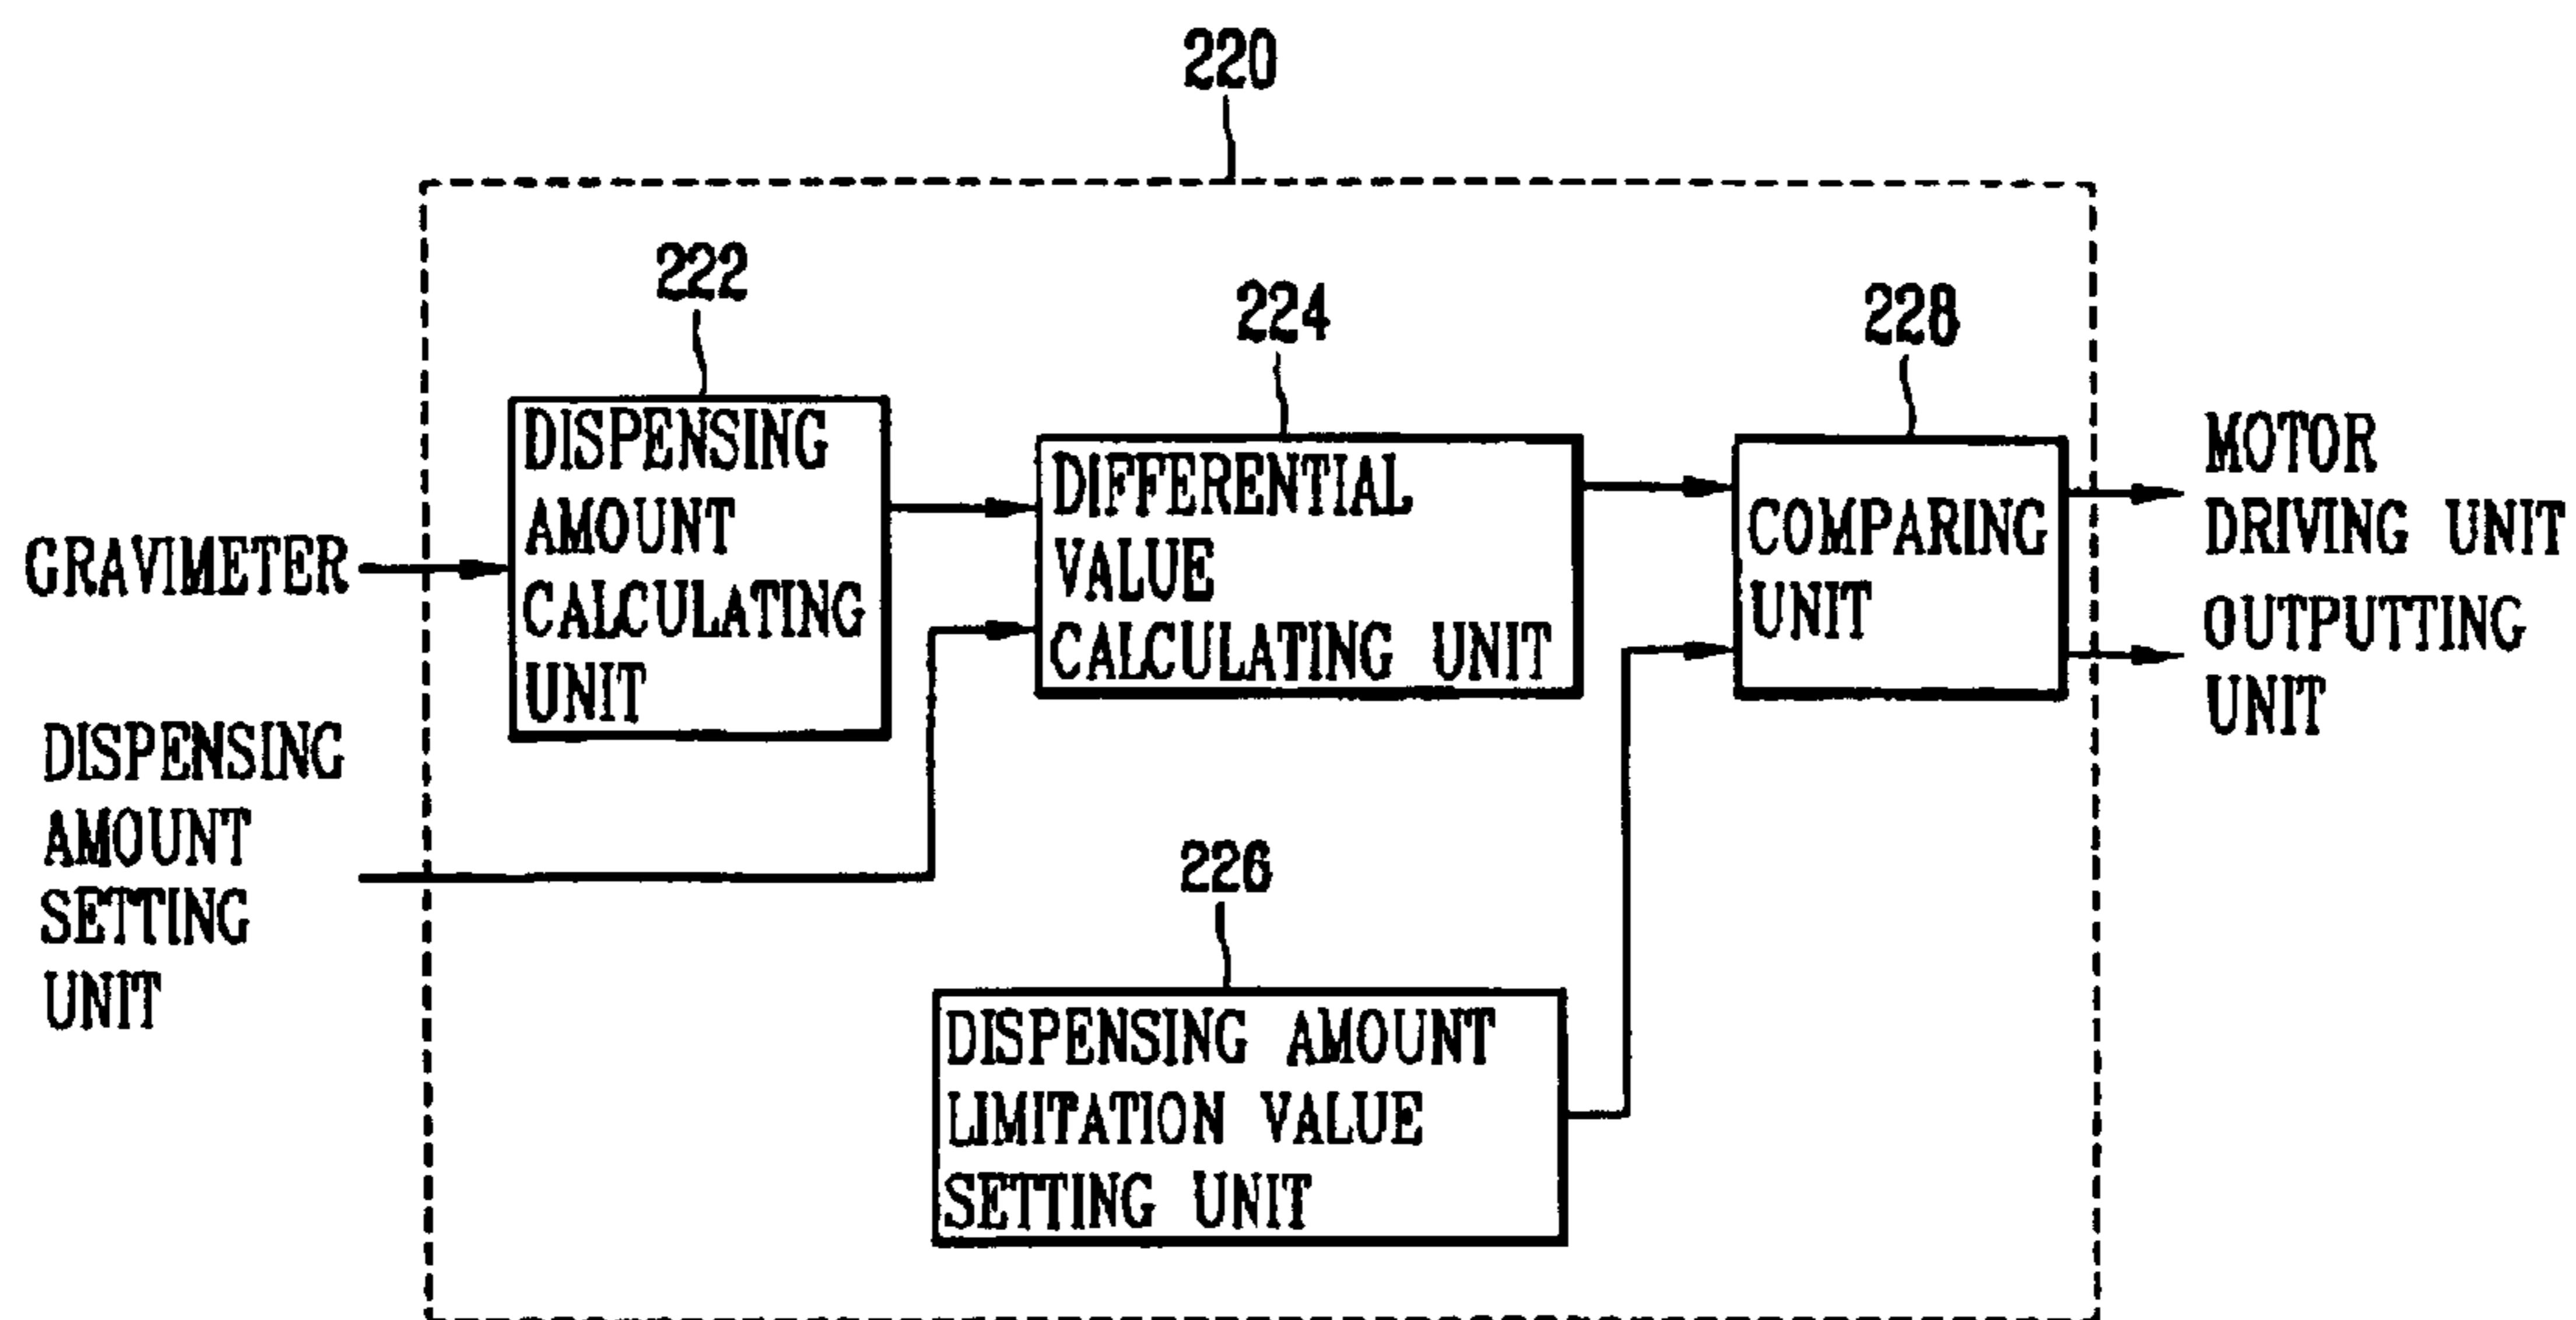 220
222
224
228
DISPENSING
AMOUNT
CALCULATING
UNIT
DIFFERENTIAL
VALUE
CALCULATING UNIT
COMPARING
UNIT
MOTOR
DRIVING UNIT
OUTPUTTING
UNIT
GRAVIMETER
DISPENSING
AMOUNT
SETTING
UNIT
226
DISPENSING AMOUNT
LIMITATION VALUE
SETTING UNIT